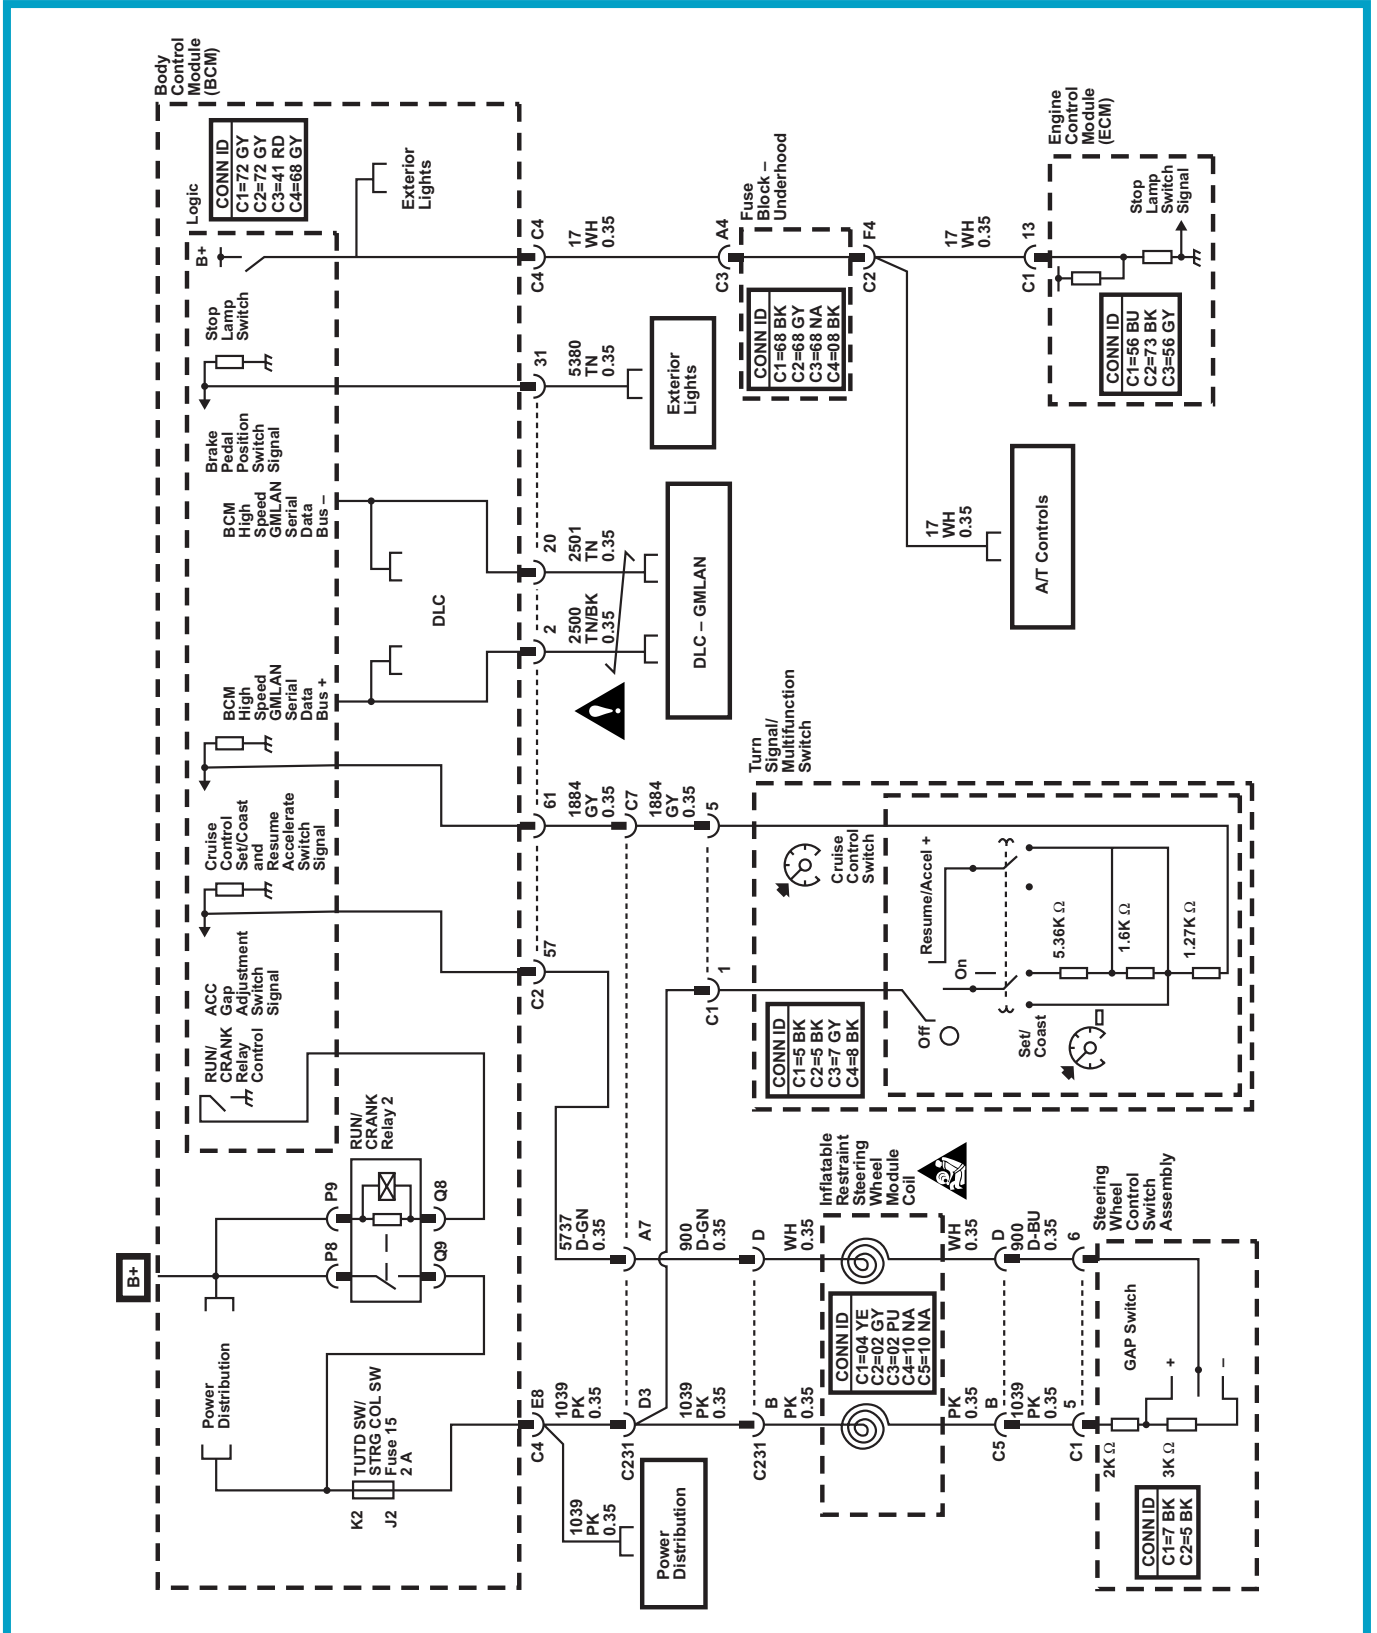 Body
Control
Module
(BCM)
CONN ID
C1=72 GY
C2=72 GY
C3=41 RD
C4=68 GY
Logic
B+
Exterior
Lights
Stop
Lamp
Switch
Brake
Pedal
Position
Switch
Signal
BCM
High
Speed
GMLAN
Serial
Data
Bus –
DLC
BCM
High
Speed
GMLAN
Serial
Data
Bus +
Cruise
Control
Set/Coast
and
Resume
Accelerate
Switch
Signal
ACC
Gap
Adjustment
Switch
Signal
RUN/
CRANK
Relay
Control
RUN/
CRANK
Relay 2
P9
P8
Q8
Q9
B+
Power
Distribution
TUTD SW/
STRG COL SW
Fuse 15
2 A
K2
J2
C4
C4
17
WH
0.35
A4
C3
Fuse
Block –
Underhood
CONN ID
C1=68 BK
C2=68 GY
C3=68 NA
C4=08 BK
F4
C2
17
WH
0.35
13
C1
Engine
Control
Module
(ECM)
Stop
Lamp
Switch
Signal
CONN ID
C1=56 BU
C2=73 BK
C3=56 GY
31
5380
TN
0.35
Exterior
Lights
20
2501
TN
0.35
2
2500
TN/BK
0.35
DLC – GMLAN
17
WH
0.35
A/T Controls
61
1884
GY
0.35
C7
1884
GY
0.35
5
Turn
Signal/
Multifunction
Switch
Cruise
Control
Switch
Resume/Accel +
On
Off
Set/
Coast
5.36K Ω
1.6K Ω
1.27K Ω
57
C2
1
C1
CONN ID
C1=5 BK
C2=5 BK
C3=7 GY
C4=8 BK
5737
D-GN
0.35
A7
900
D-GN
0.35
D
WH
0.35
Inflatable
Restraint
Steering
Wheel
Module
Coil
WH
0.35
D
900
D-BU
0.35
6
Steering
Wheel
Control
Switch
Assembly
CONN ID
C1=04 YE
C2=02 GY
C3=02 PU
C4=10 NA
C5=10 NA
GAP Switch
+
–
E8
C4
1039
PK
0.35
D3
C231
1039
PK
0.35
B
C231
PK
0.35
PK
0.35
B
C5
1039
PK
0.35
5
C1
2K Ω
3K Ω
1039
PK
0.35
Power
Distribution
CONN ID
C1=7 BK
C2=5 BK